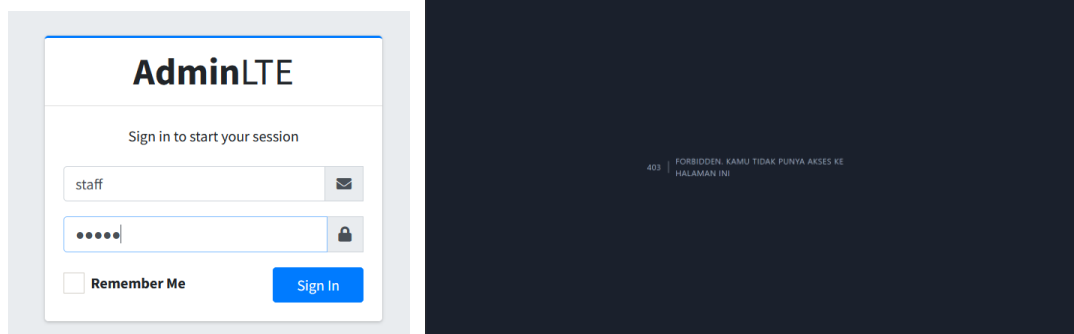 AdminLTE
Sign in to start your session
staff
Remember Me
Sign In
403
FORBIDDEN. KAMU TIDAK PUNYA AKSES KE
HALAMAN INI